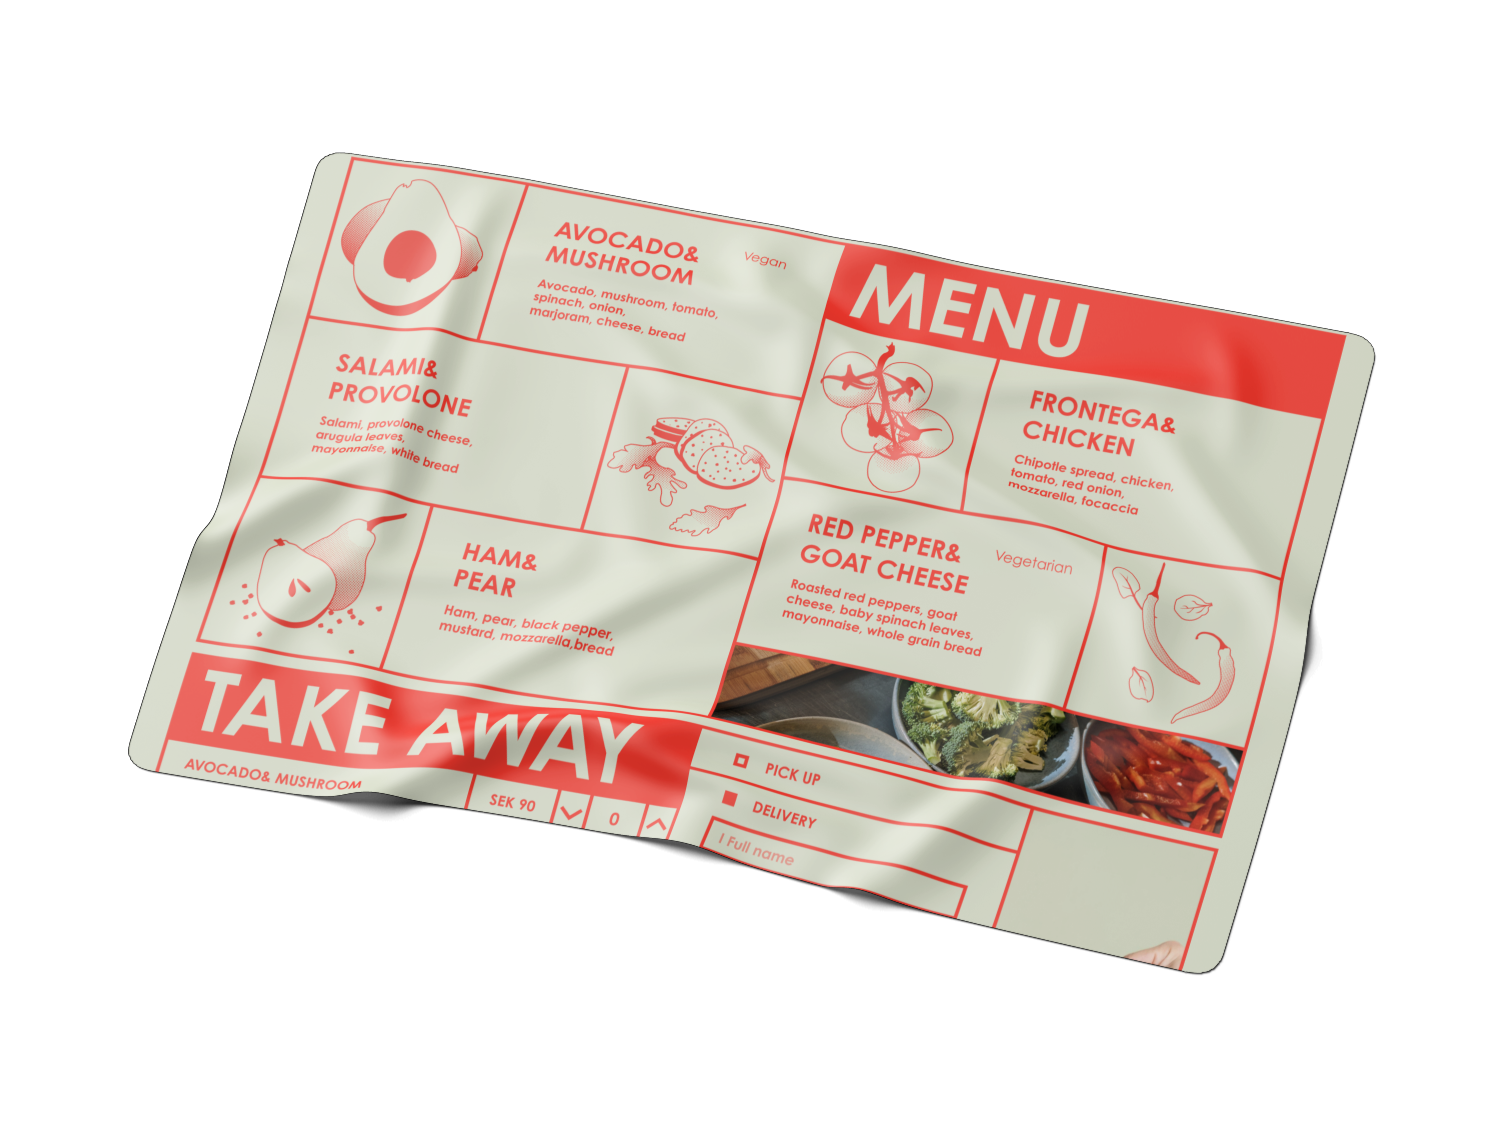 AVOCADO&
MUSHROOM
Vegan
Avocado, mushroom, tomato,
spinach, onion,
marjoram, cheese, bread
MENU
SALAMI&
PROVOLONE
Salami, provolone cheese,
arugula leaves,
mayonnaise, white bread
FRONTEGA&
CHICKEN
Chipotle spread, chicken,
tomato, red onion,
mozzarella, focaccia
HAM&
PEAR
Ham, pear, black pepper,
mustard, mozzarella,bread
RED PEPPER&
GOAT CHEESE
Vegetarian
Roasted red peppers, goat
cheese, baby spinach leaves,
mayonnaise, whole grain bread
TAKE AWAY
AVOCADO& MUSHROOM
SEK 90
0
PICK UP
DELIVERY
I Full name